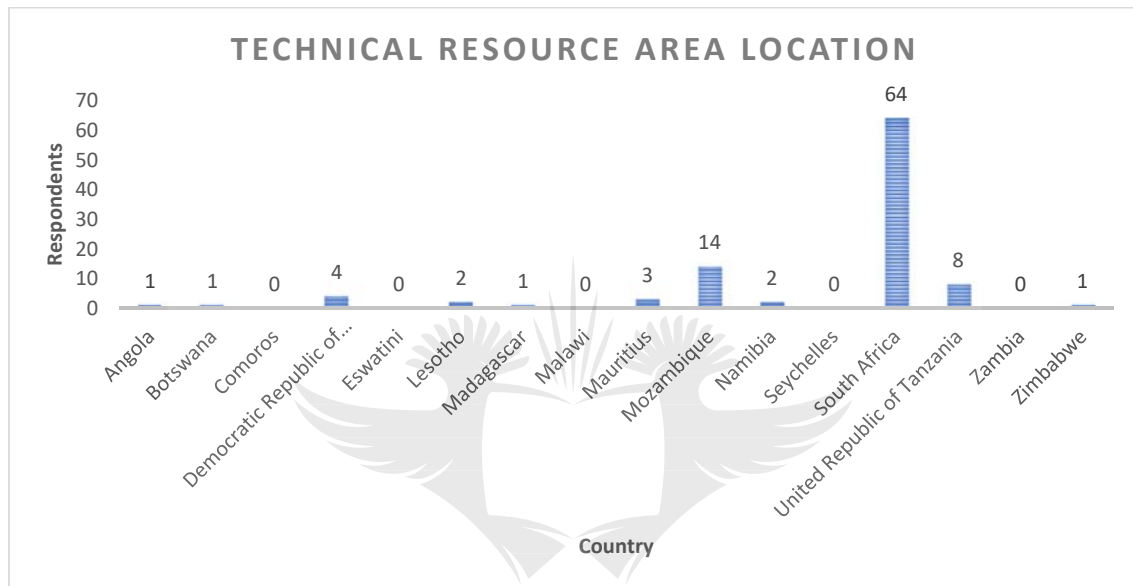 TECHNICAL RESOURCE AREA LOCATION
Respondents
70
60
50
40
30
20
10
0
1
1
0
4
0
2
1
0
3
14
2
0
64
8
0
1
Angola
Botswana
Comoros
Democratic Republic of...
Eswatini
Lesotho
Madagascar
Malawi
Mauritius
Mozambique
Namibia
Seychelles
South Africa
United Republic of Tanzania
Zambia
Zimbabwe
Country